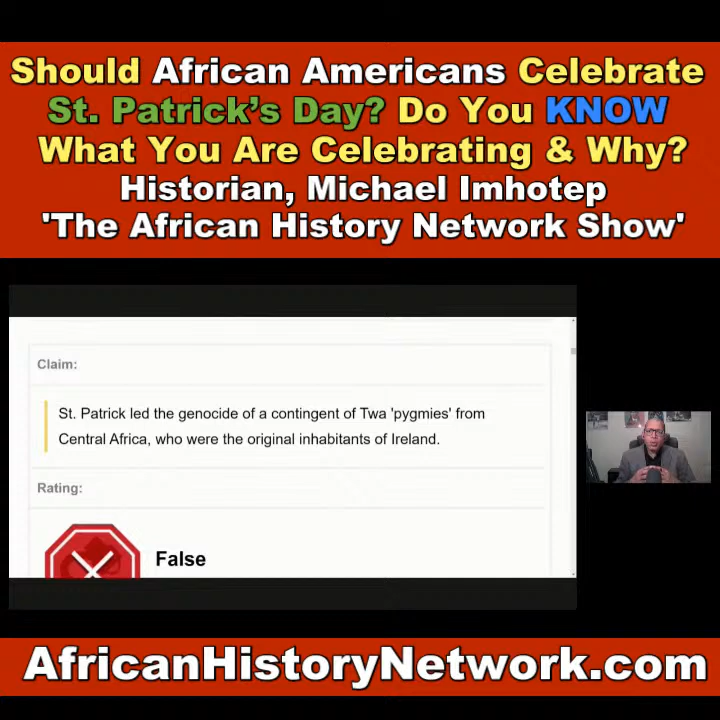 Should African Americans Celebrate
St. Patrick's Day? Do You KNOW
What You Are Celebrating & Why?
Historian, Michael Imhotep
'The African History Network Show'
Claim:
St. Patrick led the genocide of a contingent of Twa 'pygmies' from
Central Africa, who were the original inhabitants of Ireland.
Rating:
False
AfricanHistoryNetwork.com